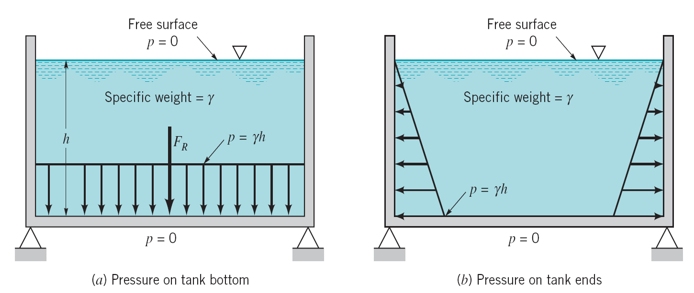 Free surface
p = 0
Specific weight = γ
h
F_R
p = γh
p = 0
(a) Pressure on tank bottom
Free surface
p = 0
Specific weight = γ
p = γh
p = 0
(b) Pressure on tank ends